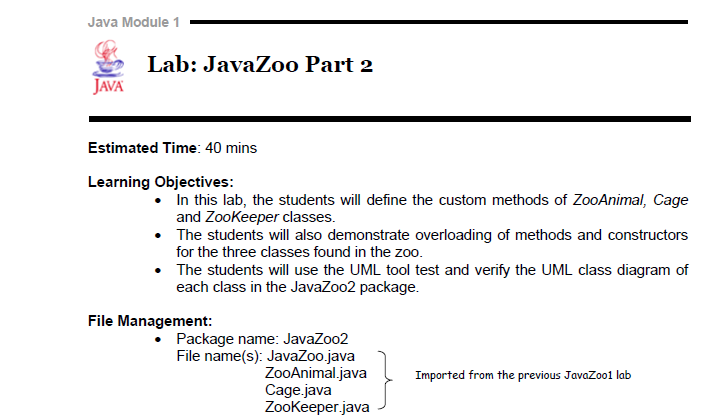 Java Module 1
JAVA
Lab: JavaZoo Part 2
Estimated Time: 40 mins
Learning Objectives:
• In this lab, the students will define the custom methods of ZooAnimal, Cage
and ZooKeeper classes.
• The students will also demonstrate overloading of methods and constructors
for the three classes found in the zoo.
• The students will use the UML tool test and verify the UML class diagram of
each class in the JavaZoo2 package.
File Management:
• Package name: JavaZoo2
File name(s): JavaZoo.java
ZooAnimal.java
Imported from the previous JavaZoo1 lab
Cage.java
ZooKeeper.java